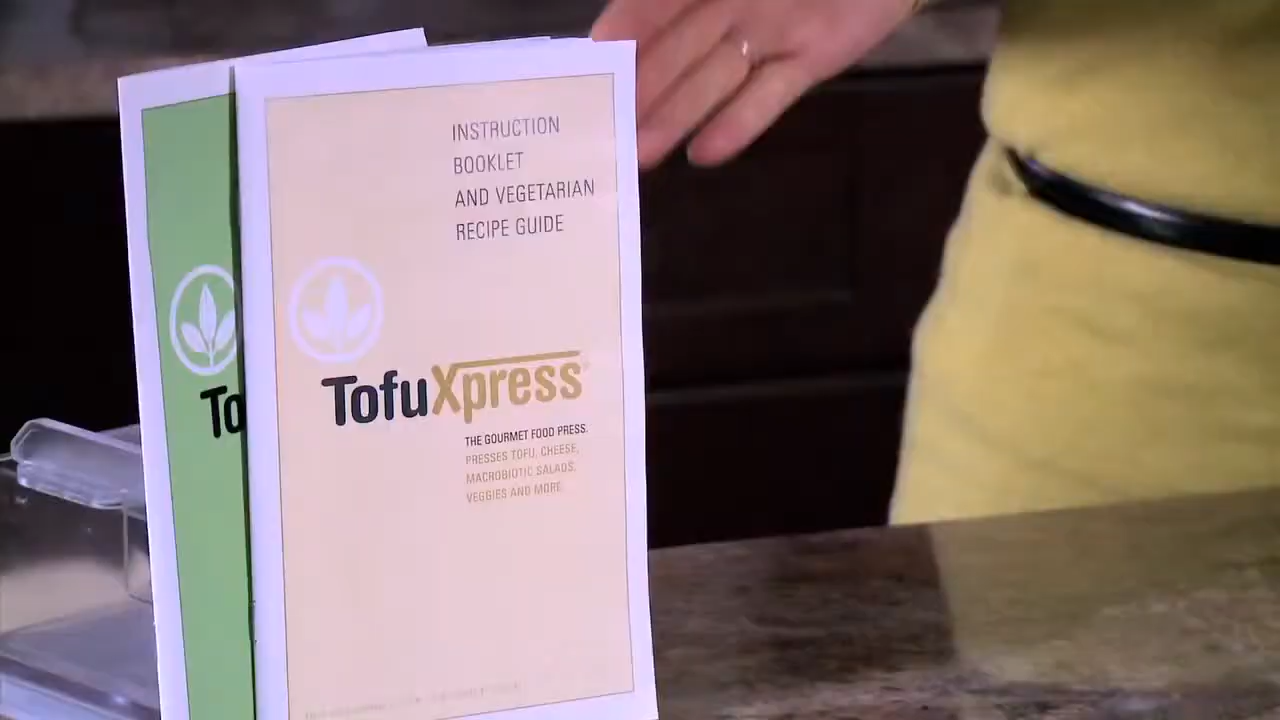 INSTRUCTION
BOOKLET
AND VEGETARIAN
RECIPE GUIDE
To
TofuXpress
THE GOURMET FOOD PRESS.
PRESSES TOFU, CHEESE,
MACROBIOTIC SALADS,
VEGGIES AND MORE